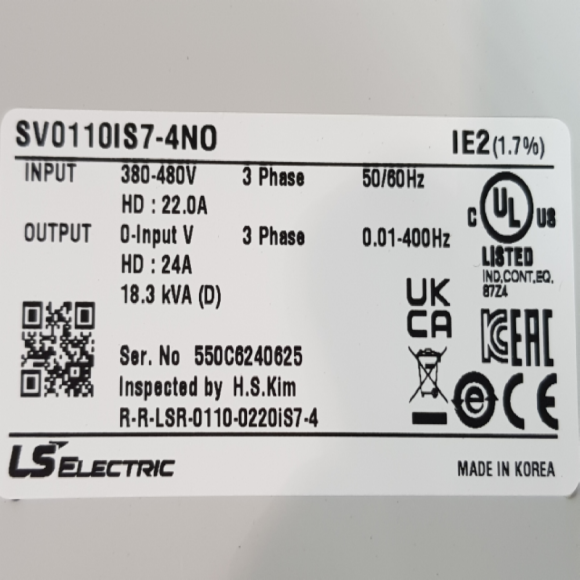 SV0110IS7-4NO IE2(1.7%)
INPUT 380-480V 3 Phase 50/60Hz
HD : 22.0A
OUTPUT 0-Input V 3 Phase 0.01-400Hz
HD : 24A
18.3 kVA (D)
C UL US
LISTED
IND.CONT.EQ.
87Z4
UK
CA
EAC
Ser. No 550C6240625
Inspected by H.S.Kim
R-R-LSR-0110-0220iS7-4
CE
LS ELECTRIC
MADE IN KOREA